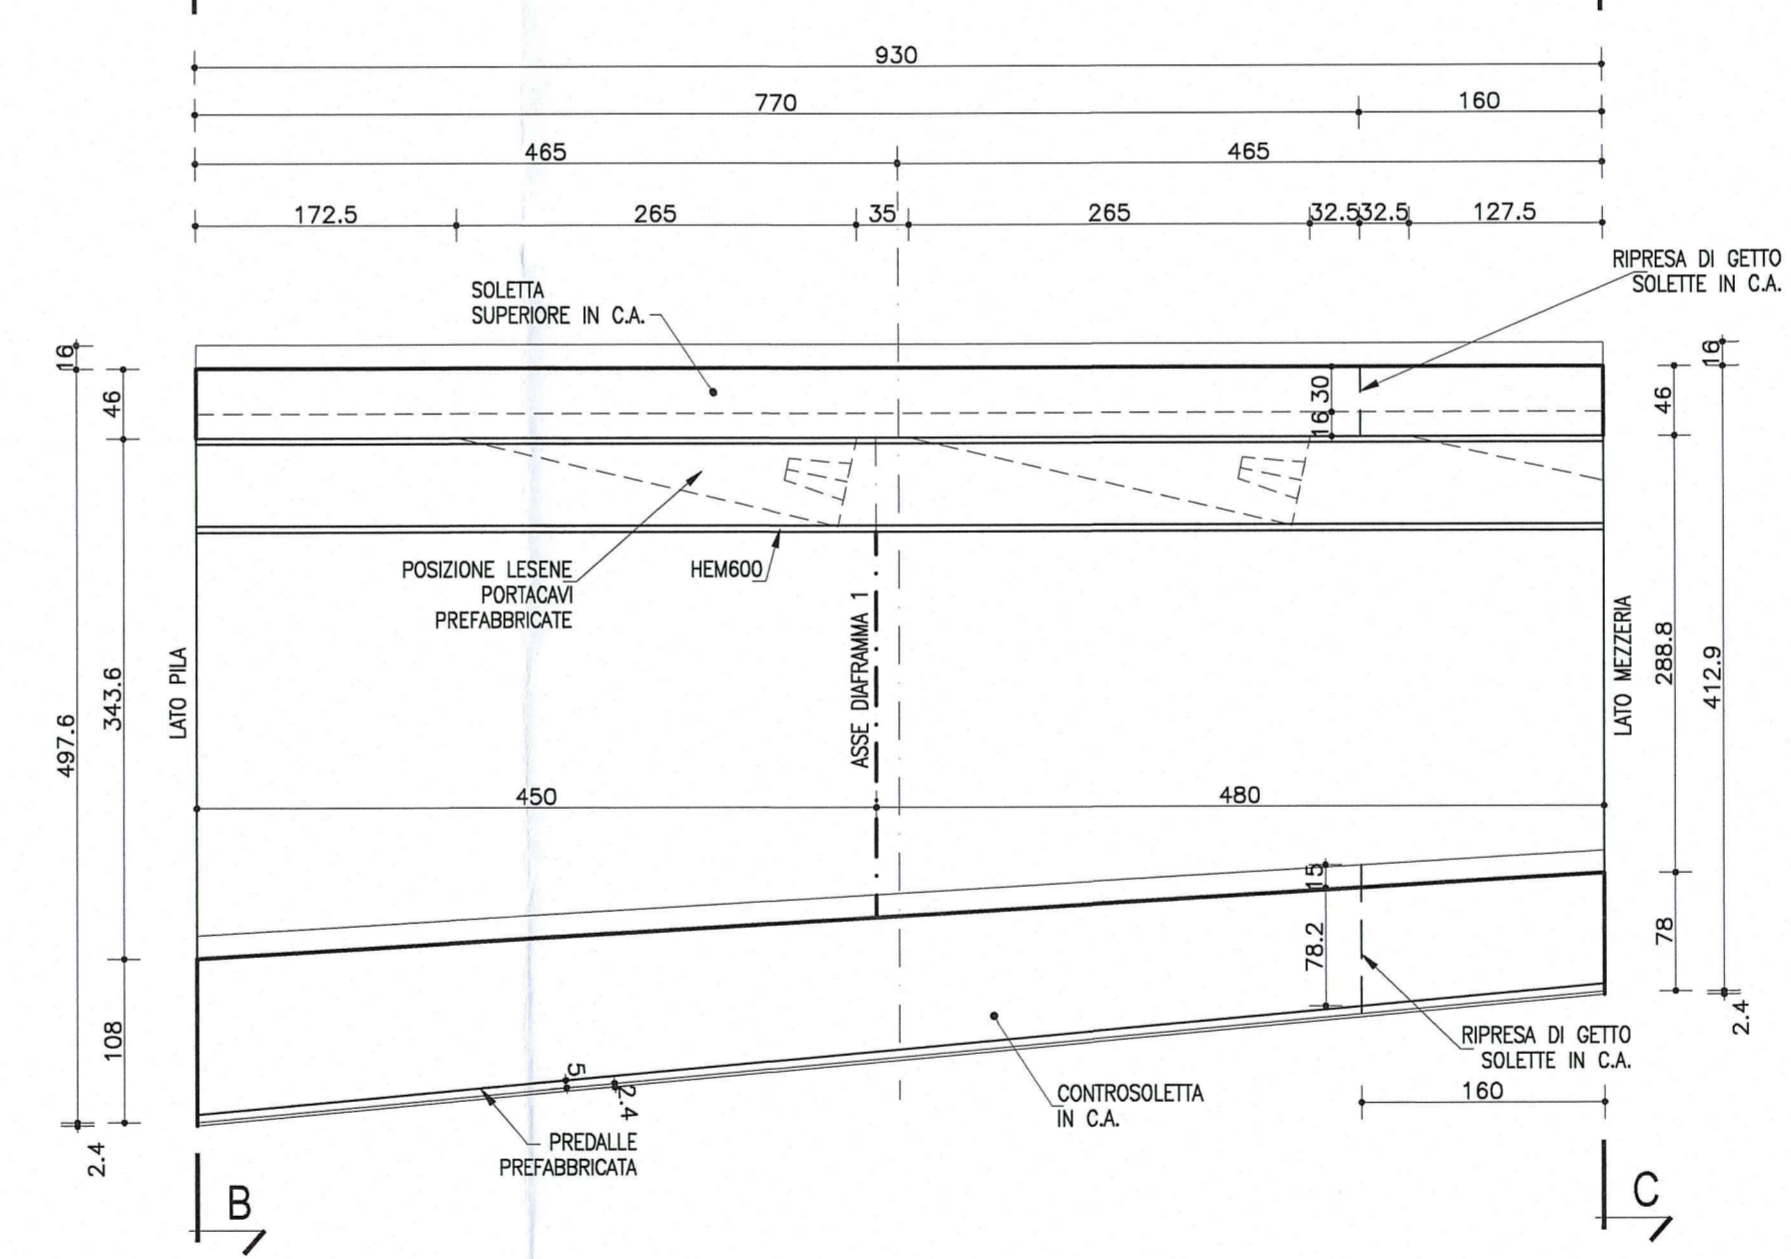 930
770 160
465 465
172.5 265 35 265 32.5 32.5 127.5
RIPRESA DI GETTO
SOLETTE IN C.A.
SOLETTA
SUPERIORE IN C.A.
16
46
343.6
497.6
108
2.4
LATO PILA
30
16
16
46
288.8
412.9
78
2.4
LATO MEZZERIA
POSIZIONE LESENE
PORTACAVI
PREFABBRICATE
HEM600
ASSE DIAFRAMMA 1
450 480
15
78.2
5
2.4
RIPRESA DI GETTO
SOLETTE IN C.A.
160
CONTROSOLETTA
IN C.A.
PREDALLE
PREFABBRICATA
B C